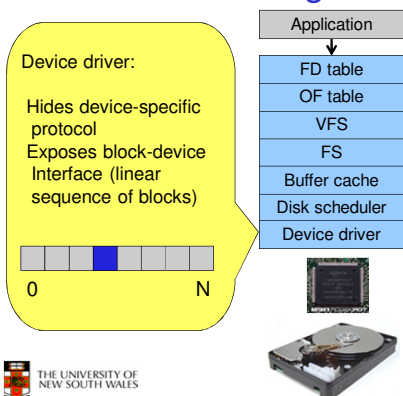 Application
Device driver:
Hides device-specific
protocol
Exposes block-device
Interface (linear
sequence of blocks)
0 N
FD table
OF table
VFS
FS
Buffer cache
Disk scheduler
Device driver
THE UNIVERSITY OF
NEW SOUTH WALES